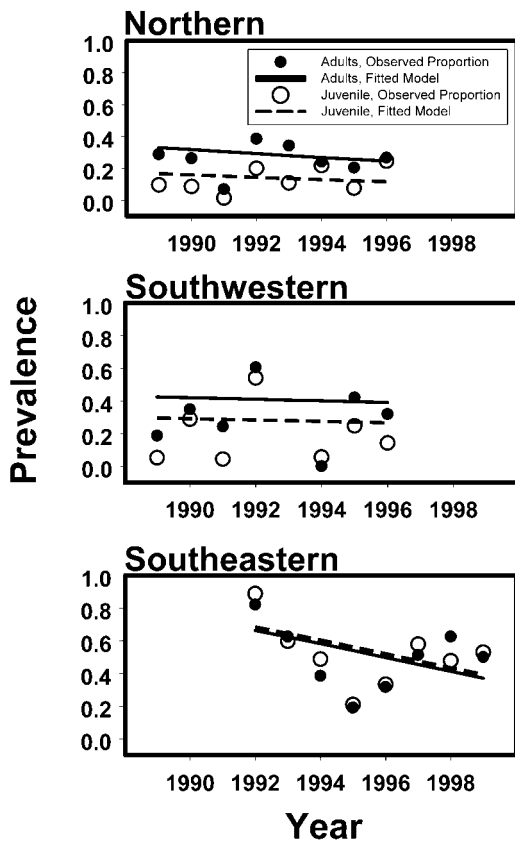 Northern
1.0
0.8
0.6
0.4
0.2
0.0
Adults, Observed Proportion
Adults, Fitted Model
Juvenile, Observed Proportion
Juvenile, Fitted Model
1990 1992 1994 1996 1998
Southwestern
1.0
0.8
0.6
0.4
0.2
0.0
1990 1992 1994 1996 1998
Prevalence
Southeastern
1.0
0.8
0.6
0.4
0.2
0.0
1990 1992 1994 1996 1998
Year